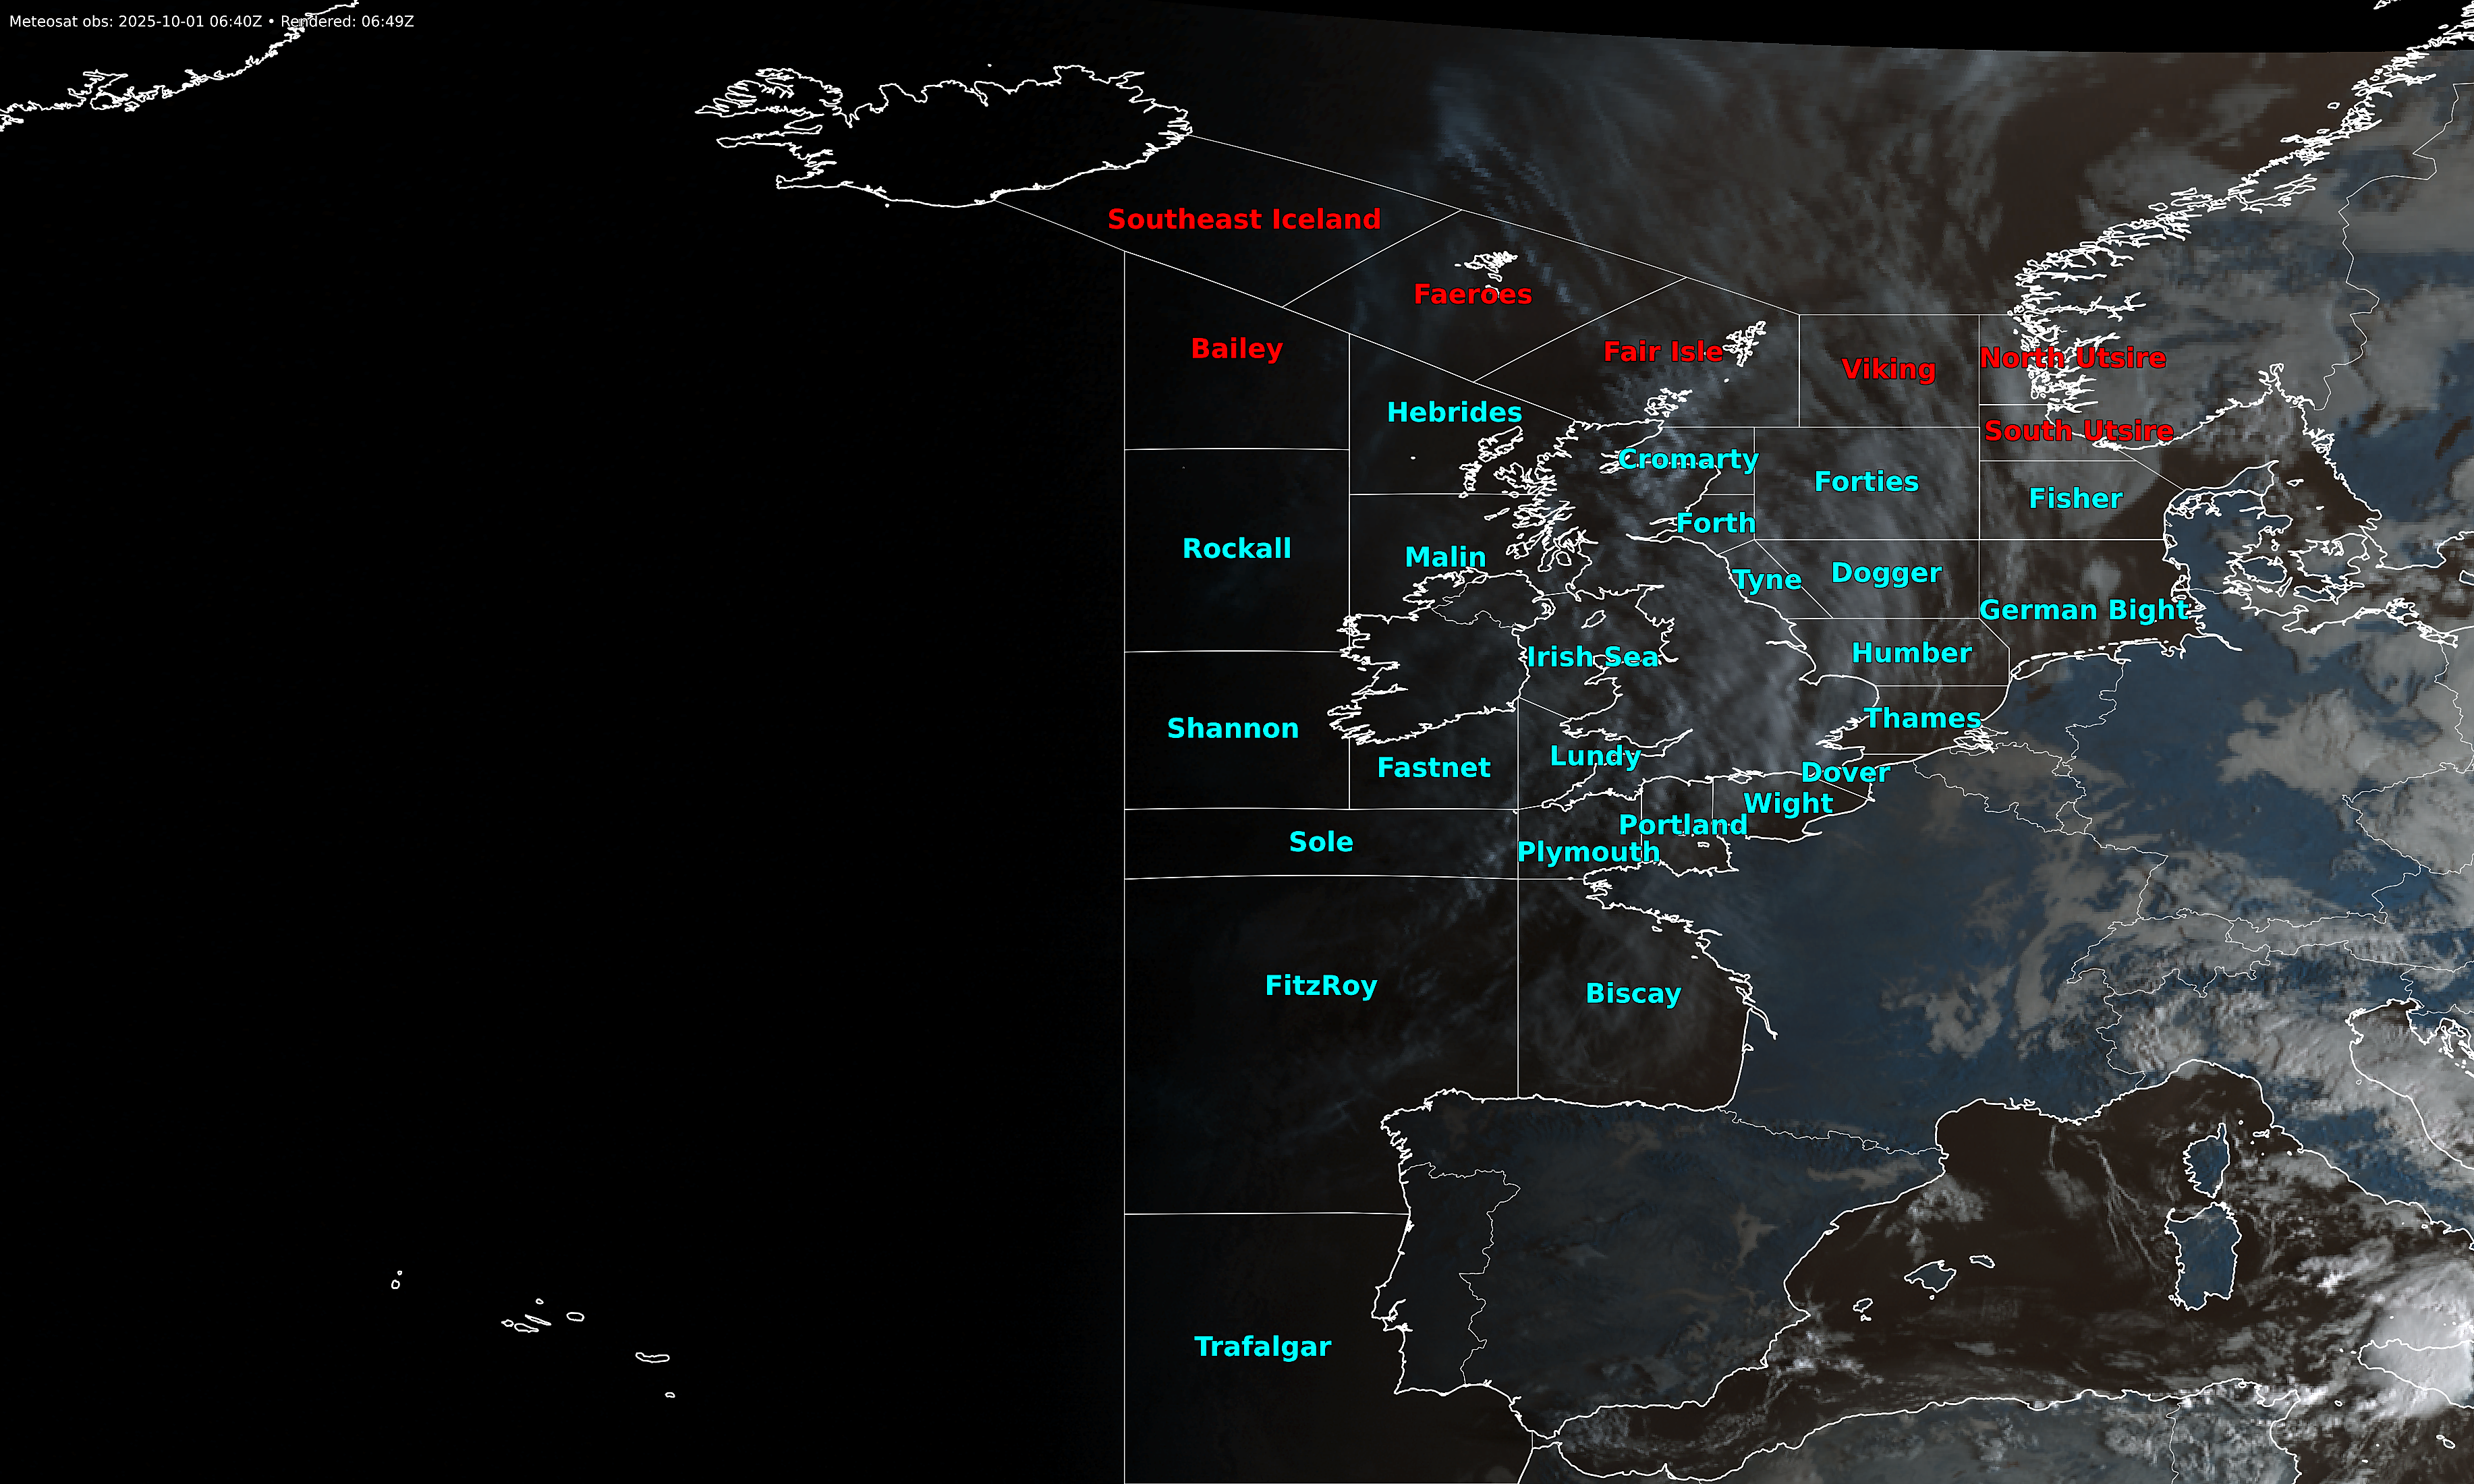 Meteosat obs: 2025-10-01 06:40Z • Rendered: 06:49Z
Southeast Iceland
Faeroes
Bailey
Fair Isle
Viking
North Utsire
Hebrides
South Utsire
Cromarty
Forties
Fisher
Forth
Rockall
Malin
Tyne
Dogger
German Bight
Irish Sea
Humber
Shannon
Thames
Fastnet
Lundy
Dover
Wight
Portland
Sole
Plymouth
FitzRoy
Biscay
Trafalgar